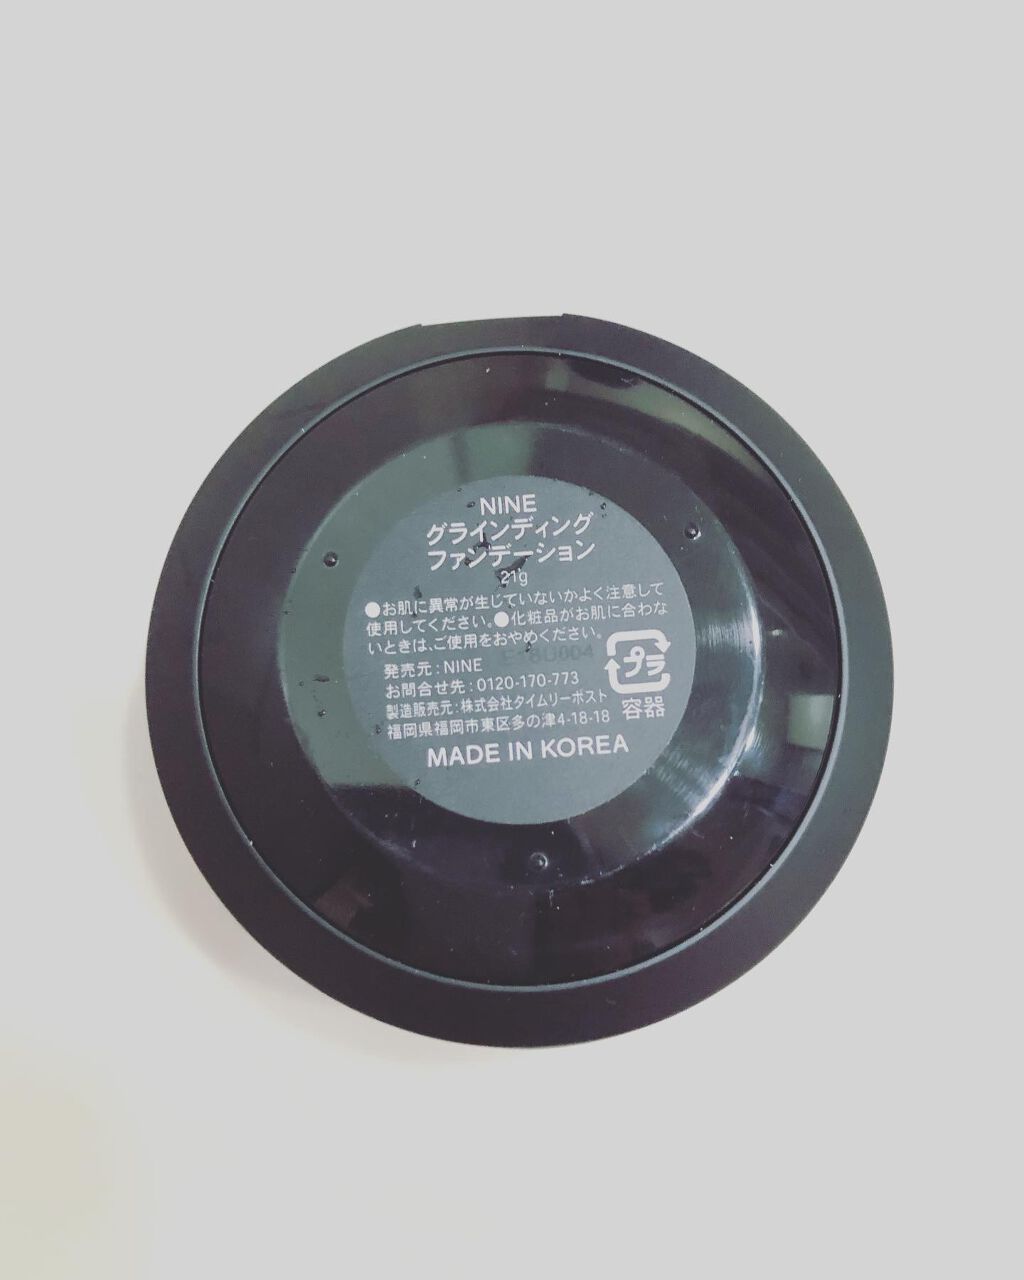 NINE
グラインディング
ファンデーション
21g
●お肌に異常が生じていないかよく注意して
使用してください。●化粧品がお肌に合わな
いときは、ご使用をおやめください。
発売元：NINE
お問合せ先：0120-170-773
製造販売元：株式会社タイムリーポスト
福岡県福岡市東区多の津4-18-18
プラ
容器
MADE IN KOREA